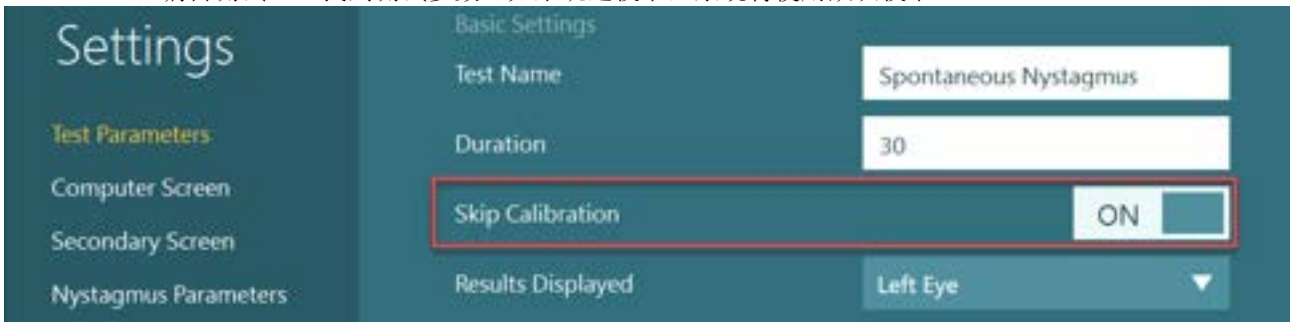 Settings
Test Parameters
Computer Screen
Secondary Screen
Nystagmus Parameters
Basic Settings
Test Name Spontaneous Nystagmus
Duration 30
Skip Calibration ON
Results Displayed Left Eye